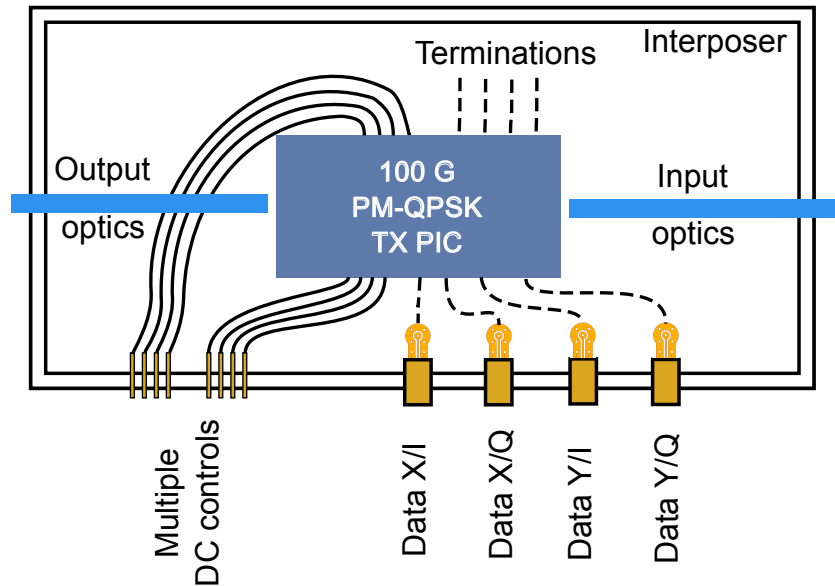 Interposer
Terminations
Output
optics
100 G
PM-QPSK
TX PIC
Input
optics
Multiple
DC controls
Data X/I
Data X/Q
Data Y/I
Data Y/Q